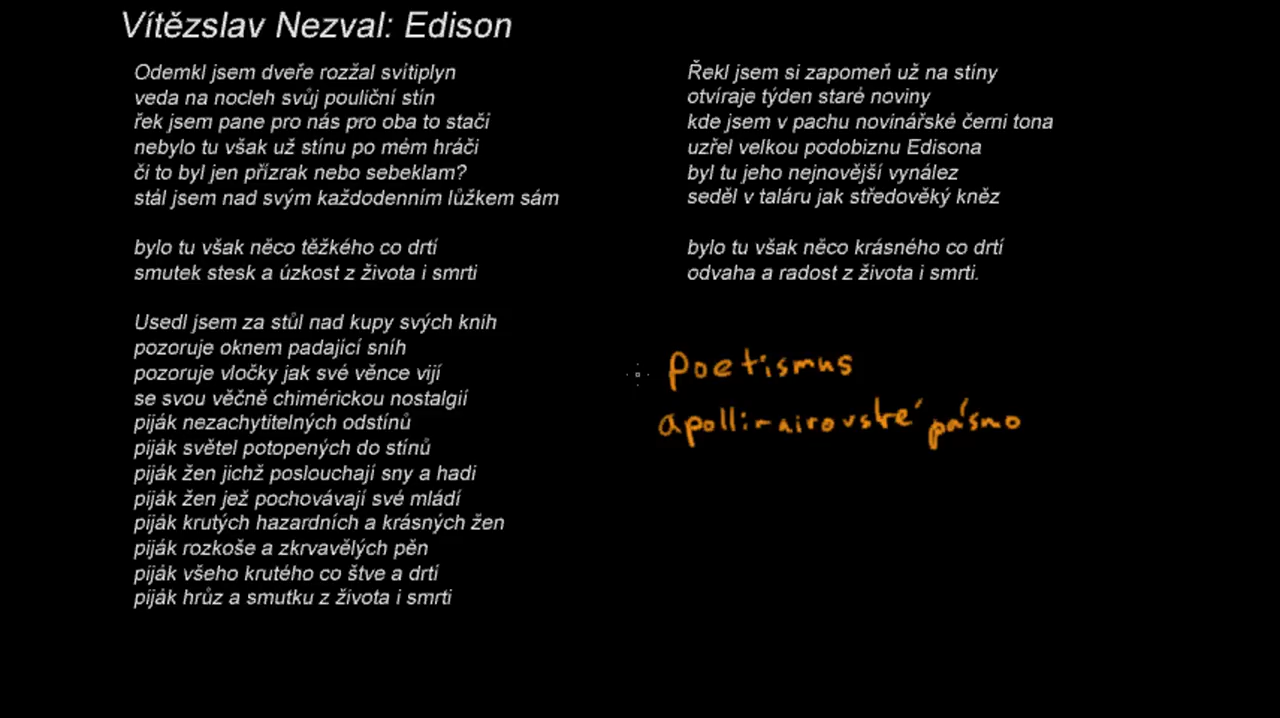 Vítězslav Nezval: Edison
Odemkl jsem dveře rozžal svítiplyn
veda na nocleh svůj pouliční stín
řek jsem pane pro nás pro oba to stačí
nebylo tu však už stínu po mém hráči
či to byl jen přízrak nebo sebeklam?
stál jsem nad svým každodenním lůžkem sám
bylo tu však něco těžkého co drtí
smutek stesk a úzkost z života i smrti
Usedl jsem za stůl nad kupy svých knih
pozoruje oknem padající sníh
pozoruje vločky jak své věnce vijí
se svou věčně chimérickou nostalgií
piják nezachytitelných odstínů
piják světel potopených do stínů
piják žen jichž poslouchají sny a hadi
piják žen jež pochovávají své mládí
piják krutých hazardních a krásných žen
piják rozkoše a zkrvavělých pěn
piják všeho krutého co štve a drtí
piják hrůz a smutku z života i smrti
Řekl jsem si zapomeň už na stíny
otvíraje týden staré noviny
kde jsem v pachu novinářské černi tona
uzřel velkou podobiznu Edisona
byl tu jeho nejnovější vynález
seděl v taláru jak středověký kněz
bylo tu však něco krásného co drtí
odvaha a radost z života i smrti.
poetismus
apollinairovské pásmo